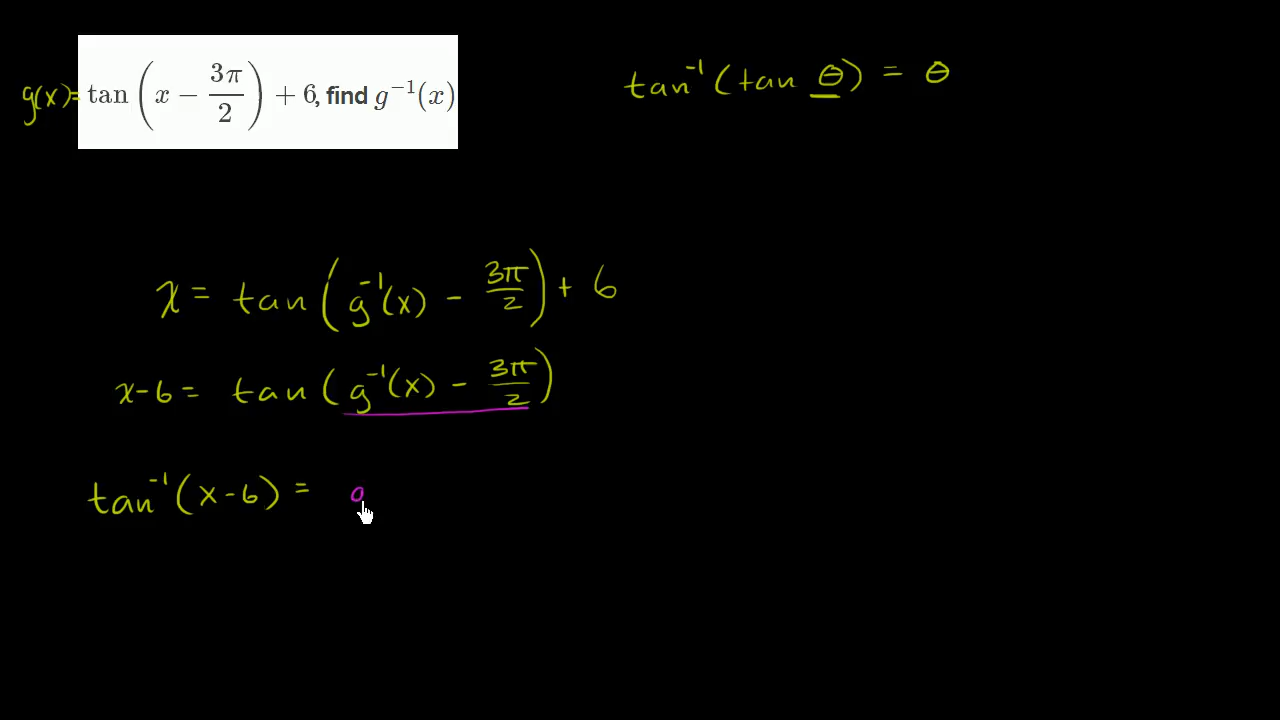 g(x)= tan(x − 3π/2) + 6, find g⁻¹(x)
tan⁻¹(tan θ) = θ
x = tan(g⁻¹(x) - 3π/2) + 6
x-6 = tan(g⁻¹(x) - 3π/2)
tan⁻¹(x-6) =